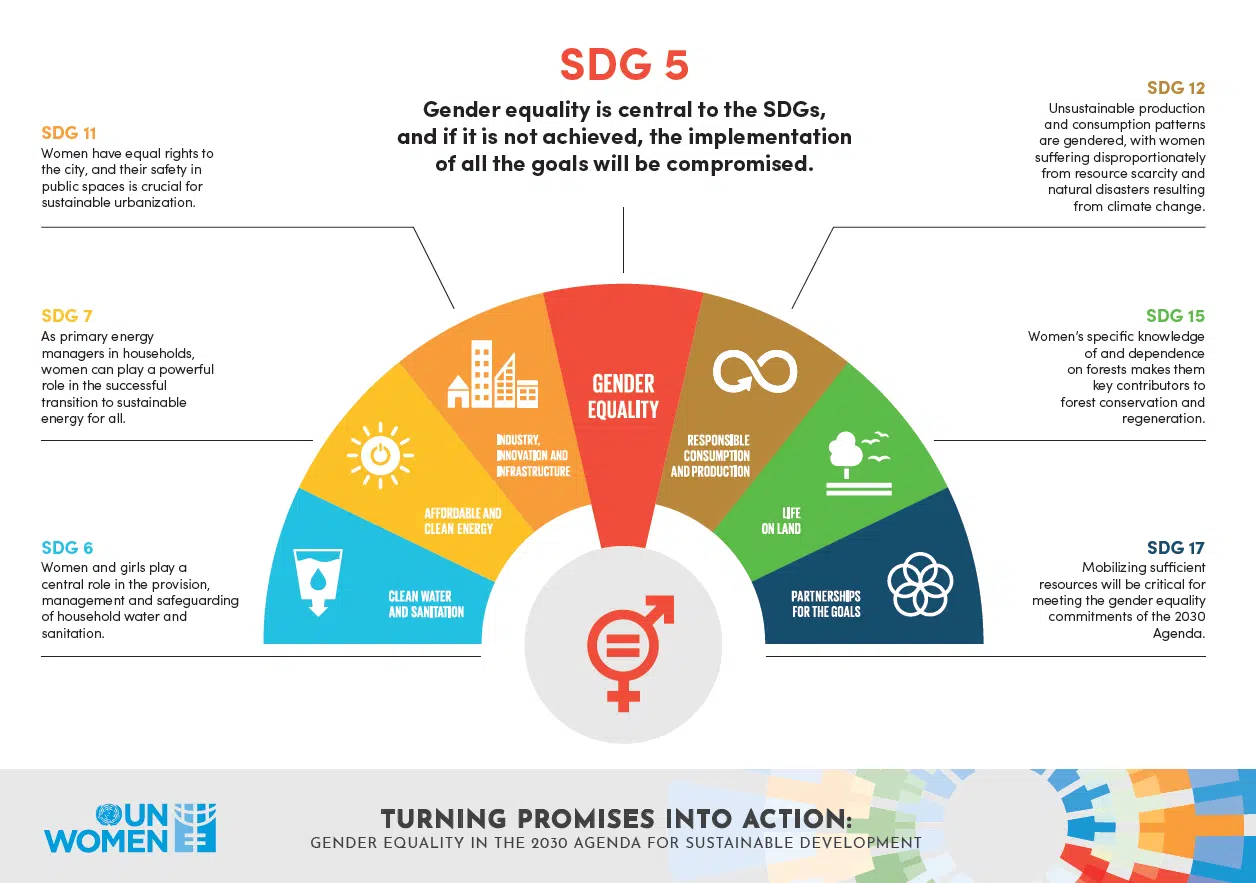 SDG 5
Gender equality is central to the SDGs,
and if it is not achieved, the implementation
of all the goals will be compromised.
SDG 11
Women have equal rights to
the city, and their safety in
public spaces is crucial for
sustainable urbanization.
SDG 7
As primary energy
managers in households,
women can play a powerful
role in the successful
transition to sustainable
energy for all.
SDG 6
Women and girls play a
central role in the provision,
management and safeguarding
of household water and
sanitation.
SDG 12
Unsustainable production
and consumption patterns
are gendered, with women
suffering disproportionately
from resource scarcity and
natural disasters resulting
from climate change.
SDG 15
Women’s specific knowledge
of and dependence
on forests makes them
key contributors to
forest conservation and
regeneration.
SDG 17
Mobilizing sufficient
resources will be critical for
meeting the gender equality
commitments of the 2030
Agenda.
CLEAN WATER
AND SANITATION
AFFORDABLE AND
CLEAN ENERGY
INDUSTRY,
INNOVATION AND
INFRASTRUCTURE
GENDER
EQUALITY
RESPONSIBLE
CONSUMPTION
AND PRODUCTION
LIFE
ON LAND
PARTNERSHIPS
FOR THE GOALS
UN
WOMEN
TURNING PROMISES INTO ACTION:
GENDER EQUALITY IN THE 2030 AGENDA FOR SUSTAINABLE DEVELOPMENT